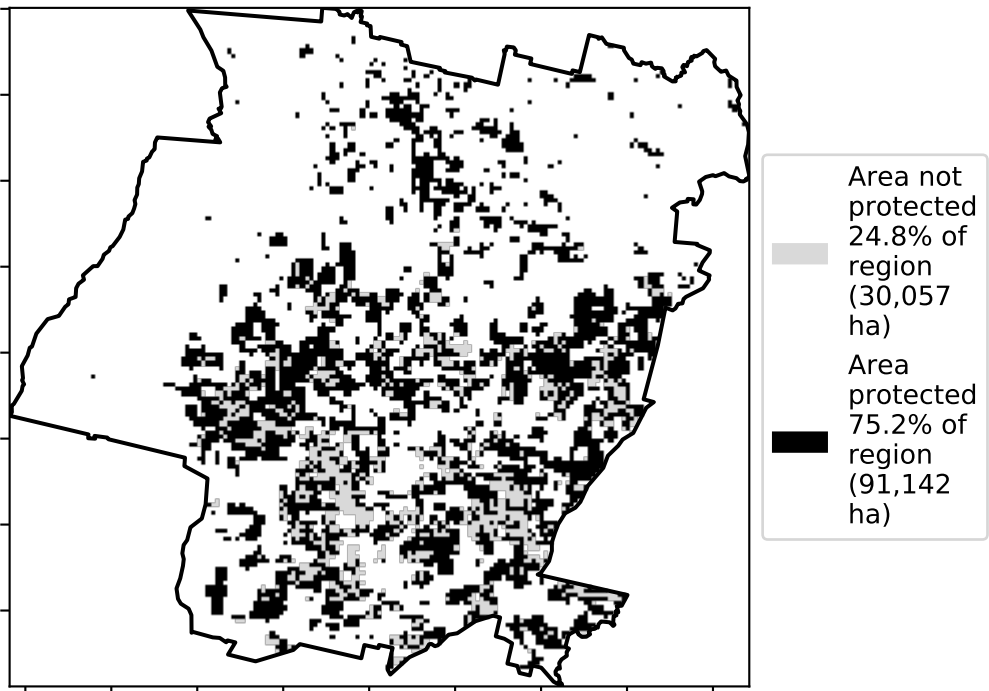 Area not
protected
24.8% of
region
(30,057
ha)
Area
protected
75.2% of
region
(91,142
ha)